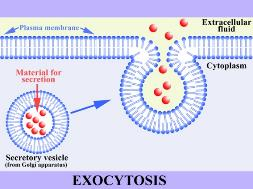 Plasma membrane
Extracellular
fluid
Cytoplasm
Material for
secretion
Secretory vesicle
(from Golgi apparatus)
EXOCYTOSIS